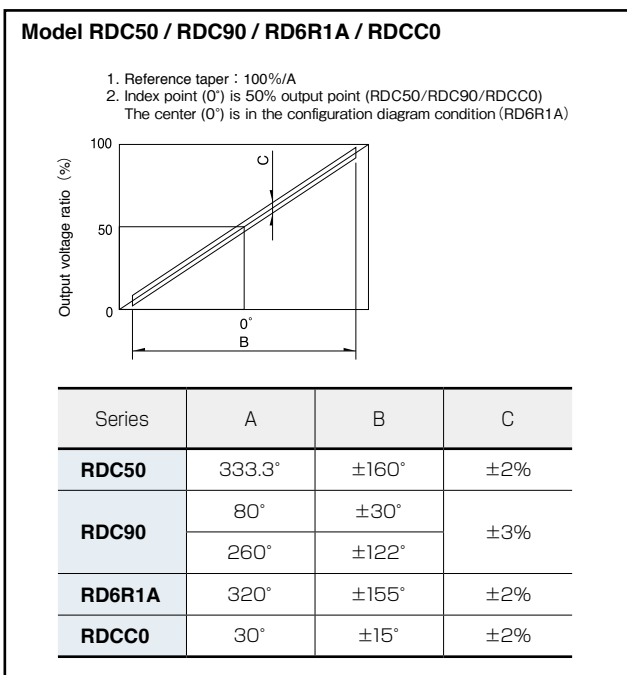 Model RDC50 / RDC90 / RD6R1A / RDCC0
1. Reference taper : 100%/A
2. Index point (0°) is 50% output point (RDC50/RDC90/RDCC0)
The center (0°) is in the configuration diagram condition (RD6R1A)
Output voltage ratio (%)
100
50
0
C
0°
B
Series A B C
RDC50 333.3° ±160° ±2%
RDC90 80° ±30° ±3%
260° ±122°
RD6R1A 320° ±155° ±2%
RDCC0 30° ±15° ±2%